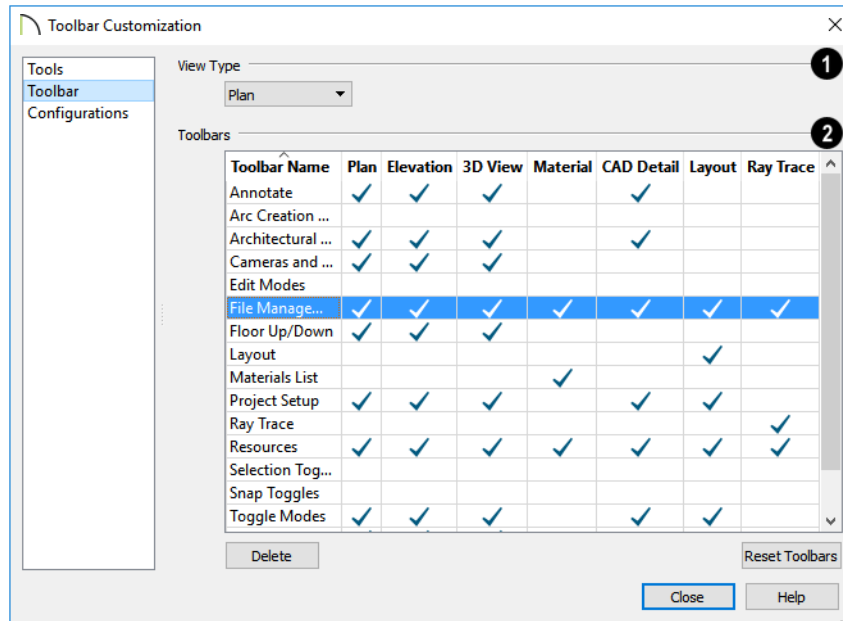 Toolbar Customization
Tools
Toolbar
Configurations
View Type
1
Plan
Toolbars
2
Toolbar Name Plan Elevation 3D View Material CAD Detail Layout Ray Trace
Annotate
Arc Creation ...
Architectural ...
Cameras and ...
Edit Modes
File Manage...
Floor Up/Down
Layout
Materials List
Project Setup
Ray Trace
Resources
Selection Tog...
Snap Toggles
Toggle Modes
Delete
Reset Toolbars
Close
Help